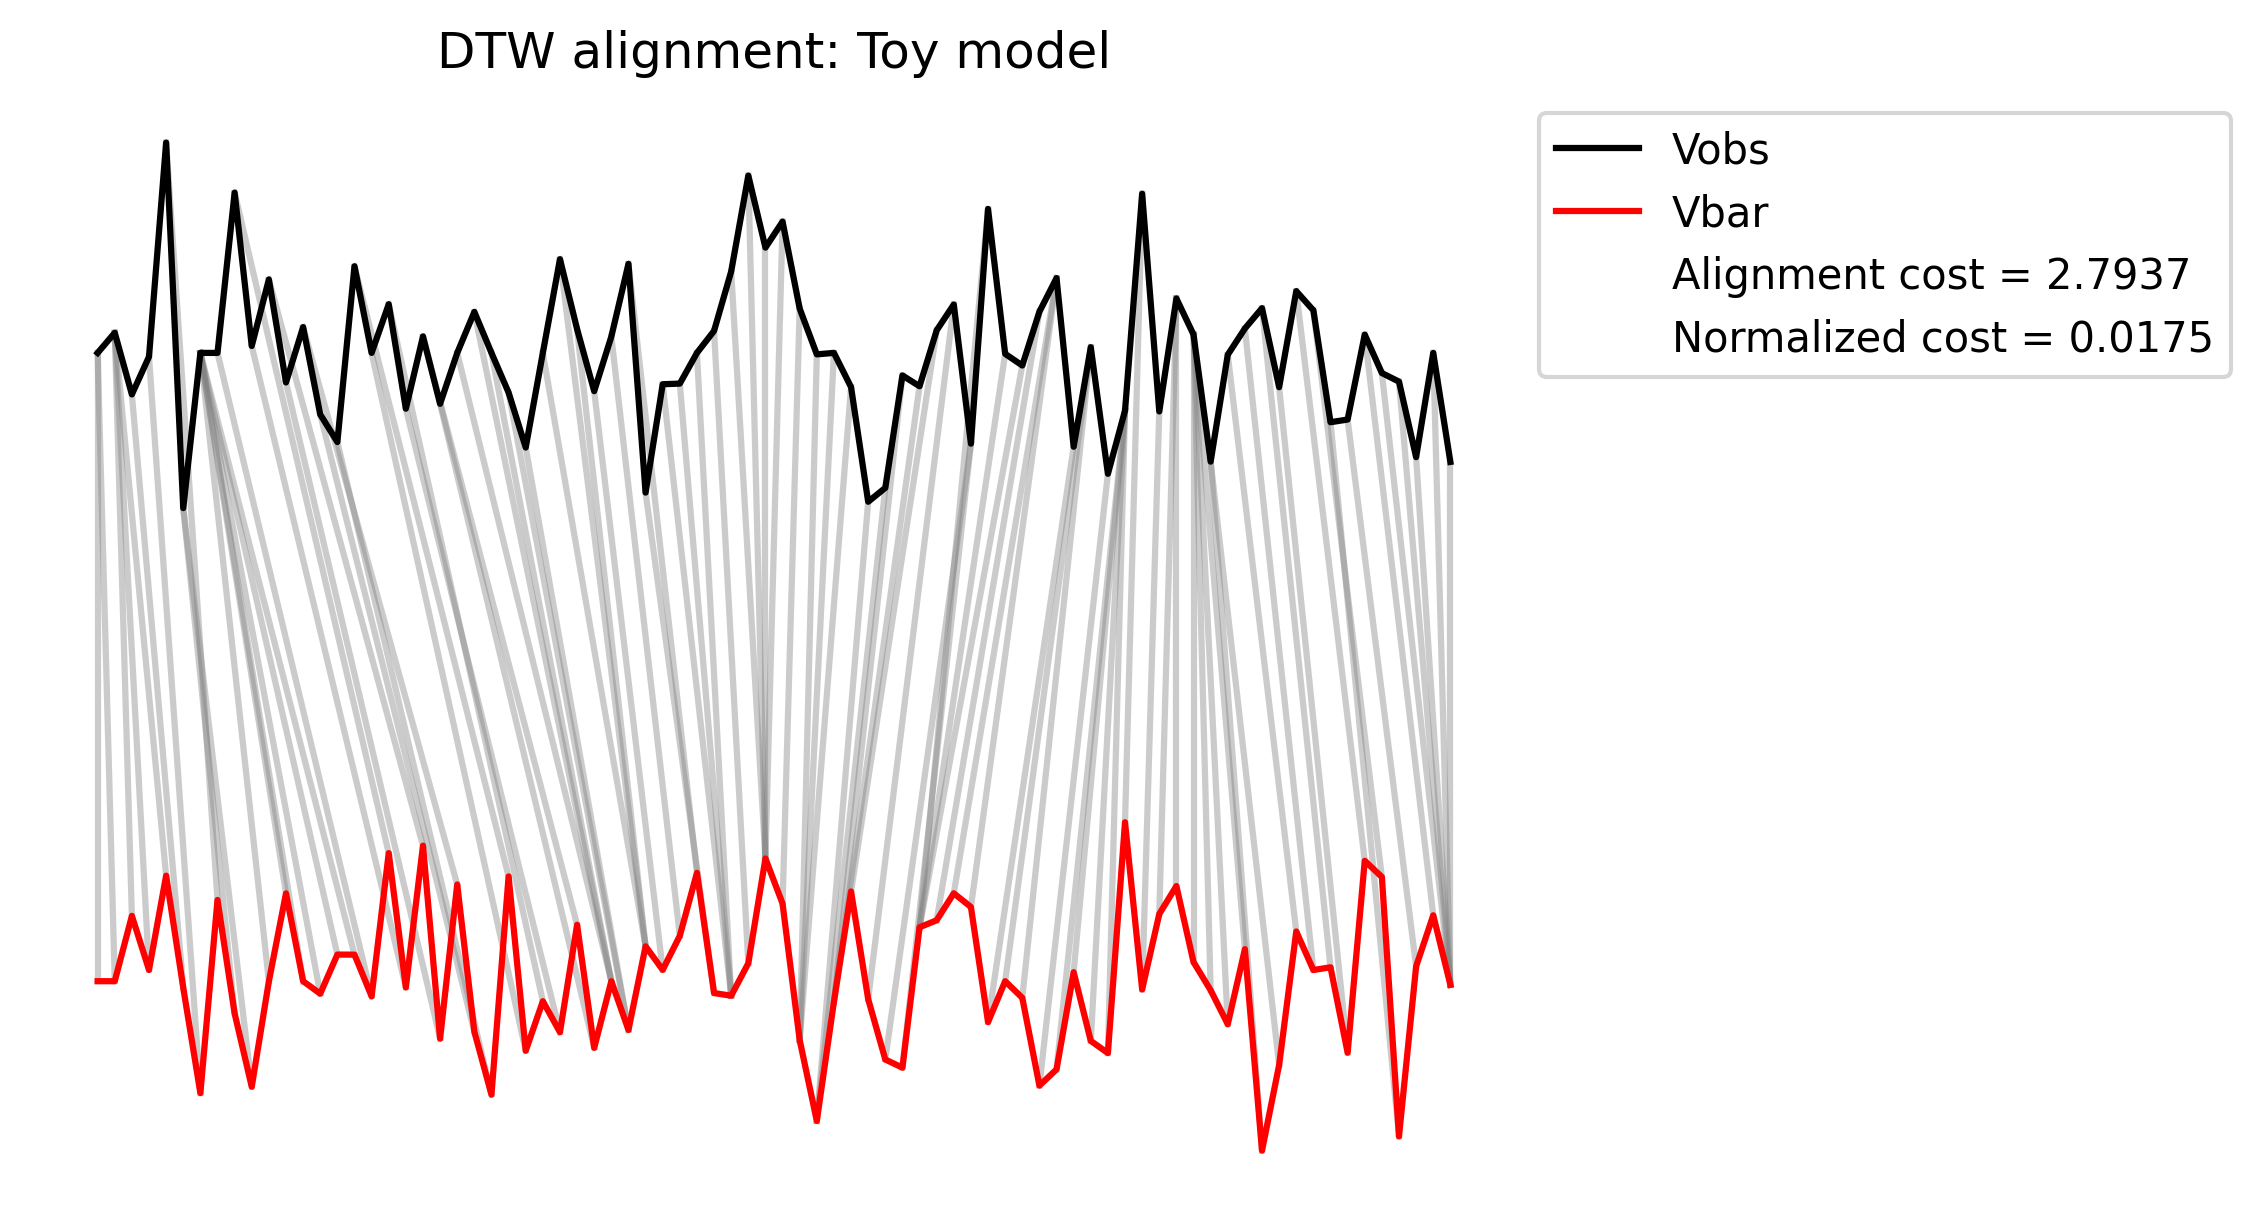 DTW alignment: Toy model
Vobs
Vbar
Alignment cost = 2.7937
Normalized cost = 0.0175